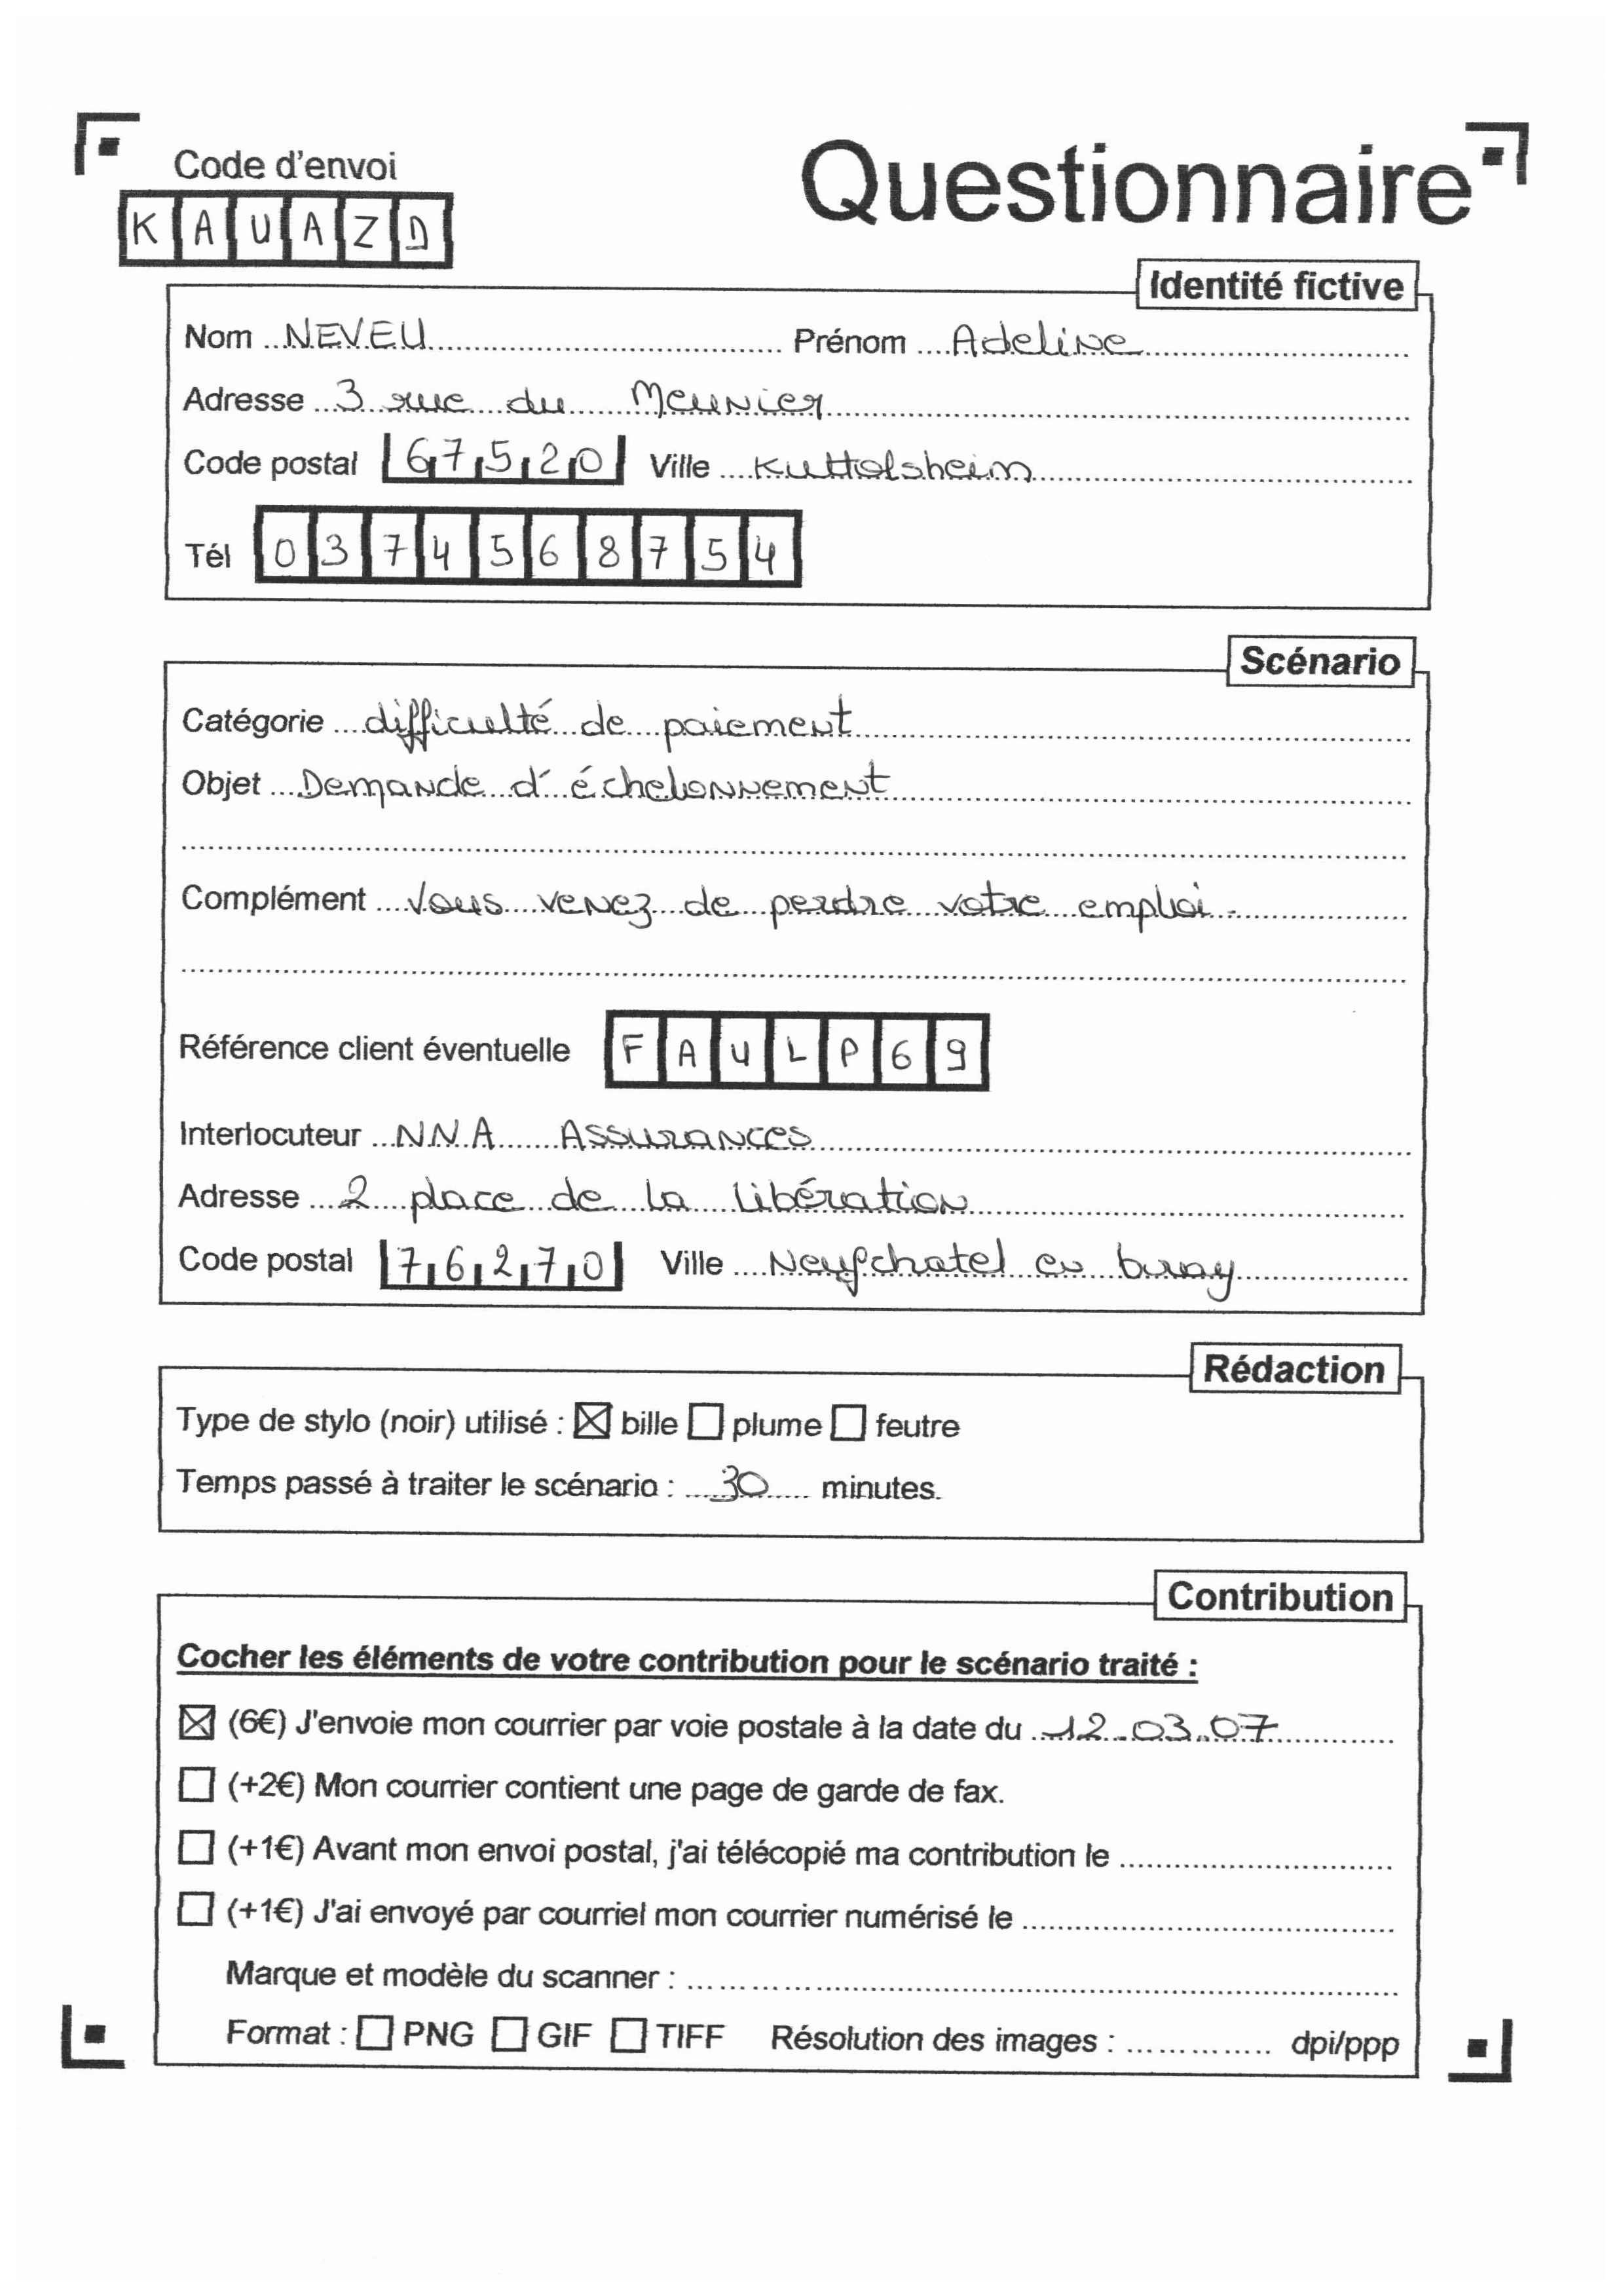 Code d'envoi
KAUAZD
Questionnaire
Identité fictive
Nom NEVEU Prénom Adeline
Adresse 3 rue du Meunier
Code postal 67520 Ville Kuttolsheim
Tél 0374568754
Scénario
Catégorie difficulté de paiement
Objet Demande d'échelonnement
Complément Vous venez de perdre votre emploi.
Référence client éventuelle FAULP69
Interlocuteur NNA Assurances
Adresse 2 place de la libération
Code postal 76270 Ville Neufchatel en bray
Rédaction
Type de stylo (noir) utilisé : ☒ bille ☐ plume ☐ feutre
Temps passé à traiter le scénario : 30 minutes.
Contribution
Cocher les éléments de votre contribution pour le scénario traité :
☒ (6€) J'envoie mon courrier par voie postale à la date du 12.03.07
☐ (+2€) Mon courrier contient une page de garde de fax.
☐ (+1€) Avant mon envoi postal, j'ai télécopié ma contribution le
☐ (+1€) J'ai envoyé par courriel mon courrier numérisé le
Marque et modèle du scanner :
Format : ☐ PNG ☐ GIF ☐ TIFF Résolution des images : dpi/ppp